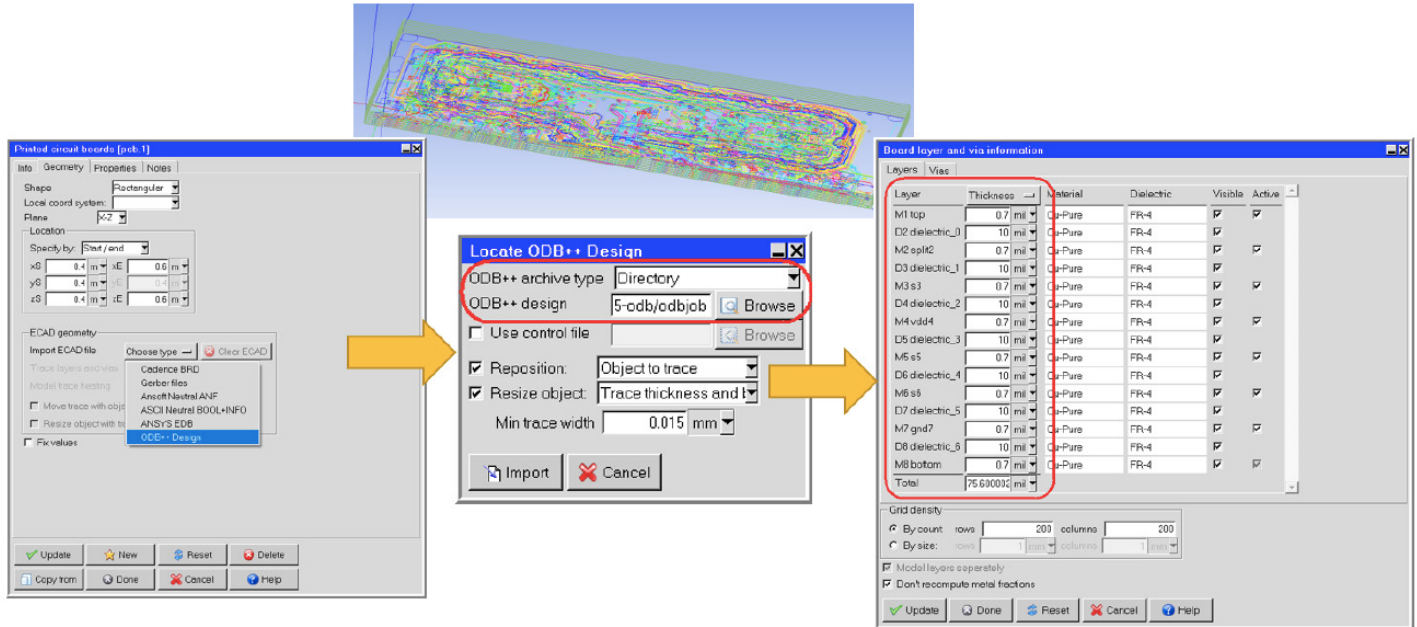 Printed circuit boards [pcb.1]
Info Geometry Properties Notes
Shape Rectangular
Local coord system:
Plane X-Z
Location
Specify by: Start / end
xS 0.4 m xE 0.6 m
yS 0.4 m yE 0.4 m
zS 0.4 m zE 0.6 m
ECAD geometry
Import ECAD file Choose type Clear ECAD
Trace layers and vias
Model trace heating
Move trace with obje
Resize object with tr
Cadence BRD
Gerber files
Ansoft Neutral ANF
ASCII Neutral BOOL+INFO
ANSYS EDB
ODB++ Design
Fix values
Update New Reset Delete
Copy from Done Cancel Help
Locate ODB++ Design
ODB++ archive type Directory
ODB++ design 5-odb/odbjob Browse
Use control file Browse
Reposition: Object to trace
Resize object: Trace thickness and b
Min trace width 0.015 mm
Import Cancel
Board layer and via information
Layers Vias
Layer Thickness Material Dielectric Visible Active
M1 top 0.7 mil Cu-Pure FR-4
D2 dielectric_0 10 mil Cu-Pure FR-4
M2 split2 0.7 mil Cu-Pure FR-4
D3 dielectric_1 10 mil Cu-Pure FR-4
M3 s3 0.7 mil Cu-Pure FR-4
D4 dielectric_2 10 mil Cu-Pure FR-4
M4 vdd4 0.7 mil Cu-Pure FR-4
D5 dielectric_3 10 mil Cu-Pure FR-4
M5 s5 0.7 mil Cu-Pure FR-4
D6 dielectric_4 10 mil Cu-Pure FR-4
M6 s6 0.7 mil Cu-Pure FR-4
D7 dielectric_5 10 mil Cu-Pure FR-4
M7 gnd7 0.7 mil Cu-Pure FR-4
D8 dielectric_6 10 mil Cu-Pure FR-4
M8 bottom 0.7 mil Cu-Pure FR-4
Total 75.600002 mil
Grid density
By count: rows 200 columns 200
By size: rows 1 mm columns 1 mm
Model layers separately
Don't recompute metal fractions
Update Done Reset Cancel Help